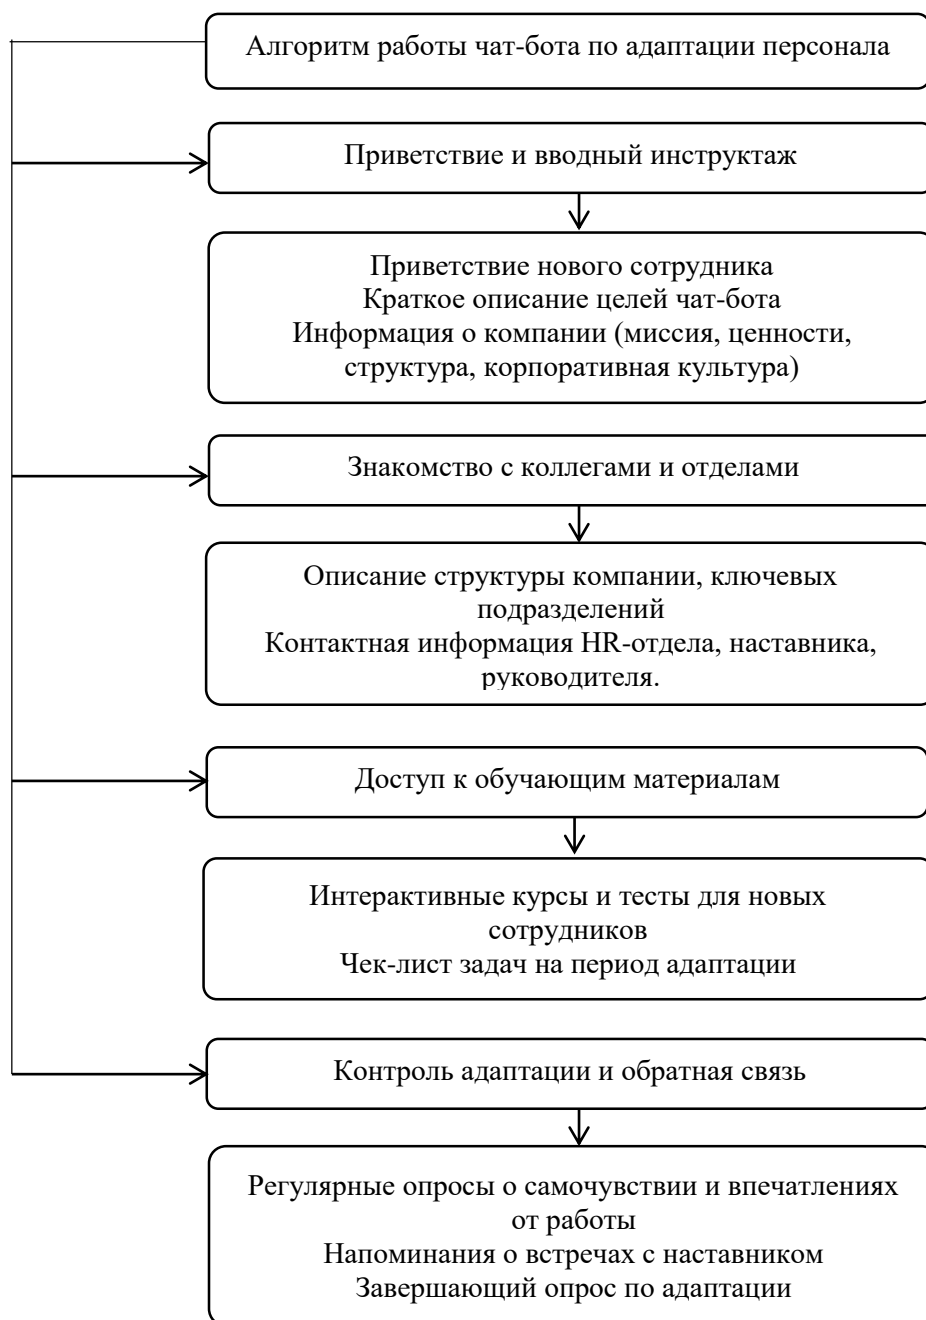 Алгоритм работы чат-бота по адаптации персонала
Приветствие и вводный инструктаж
Приветствие нового сотрудника
Краткое описание целей чат-бота
Информация о компании (миссия, ценности,
структура, корпоративная культура)
Знакомство с коллегами и отделами
Описание структуры компании, ключевых
подразделений
Контактная информация HR-отдела, наставника,
руководителя.
Доступ к обучающим материалам
Интерактивные курсы и тесты для новых
сотрудников
Чек-лист задач на период адаптации
Контроль адаптации и обратная связь
Регулярные опросы о самочувствии и впечатлениях
от работы
Напоминания о встречах с наставником
Завершающий опрос по адаптации